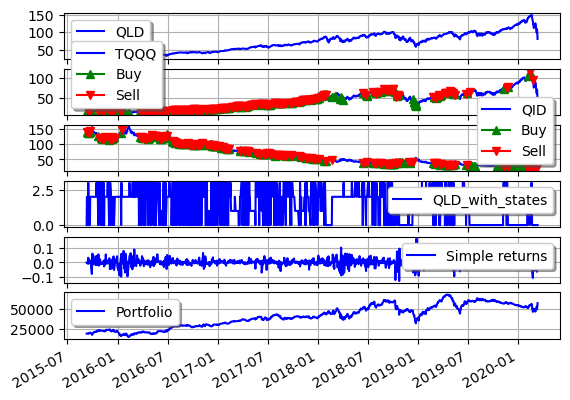 150
100
50
QLD
TQQQ
Buy
Sell
100
50
QID
Buy
Sell
150
100
50
2.5
0.0
QLD_with_states
0.1
0.0
−0.1
Simple returns
50000
25000
Portfolio
2015-07
2016-01
2016-07
2017-01
2017-07
2018-01
2018-07
2019-01
2019-07
2020-01